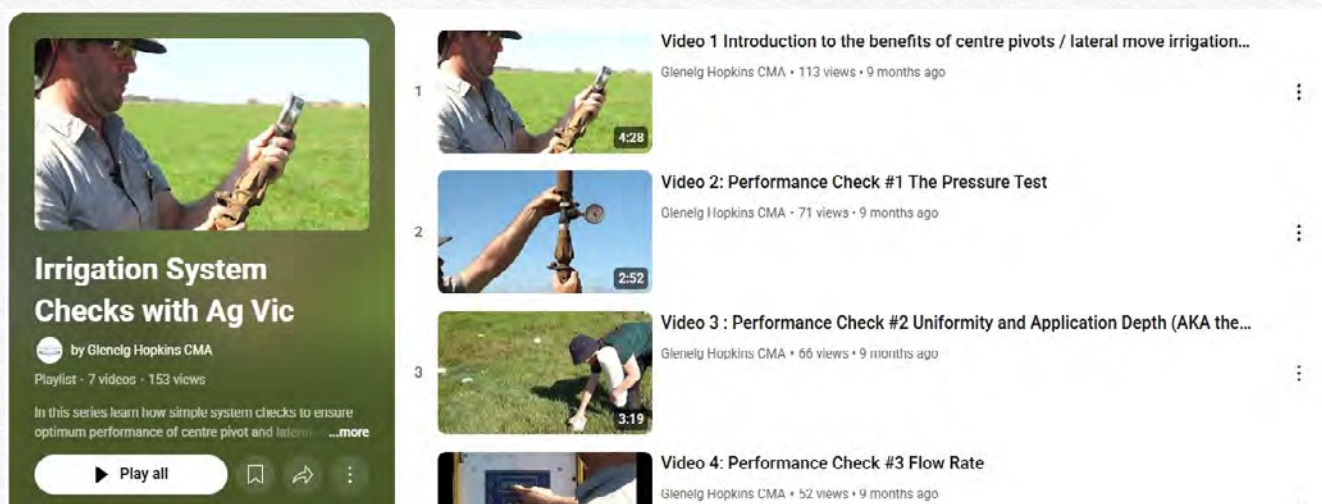 Irrigation System
Checks with Ag Vic
by Glenelg Hopkins CMA
Playlist · 7 videos · 153 views
In this series learn how simple system checks to ensure
optimum performance of centre pivot and lateral ...more
Play all
1
4:28
Video 1 Introduction to the benefits of centre pivots / lateral move irrigation...
Glenelg Hopkins CMA • 113 views • 9 months ago
2
2:52
Video 2: Performance Check #1 The Pressure Test
Glenelg Hopkins CMA • 71 views • 9 months ago
3
3:19
Video 3 : Performance Check #2 Uniformity and Application Depth (AKA the...
Glenelg Hopkins CMA • 66 views • 9 months ago
Video 4: Performance Check #3 Flow Rate
Glenelg Hopkins CMA • 52 views • 9 months ago